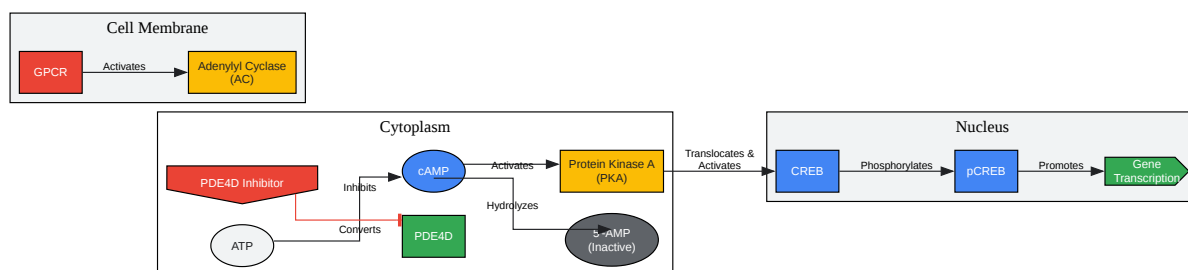 Cell Membrane
GPCR
Activates
Adenylyl Cyclase
(AC)
Cytoplasm
PDE4D Inhibitor
Inhibits
cAMP
Activates
Protein Kinase A
(PKA)
Hydrolyzes
ATP
Converts
PDE4D
5'-AMP
(Inactive)
Translocates &
Activates
Nucleus
CREB
Phosphorylates
pCREB
Promotes
Gene
Transcription